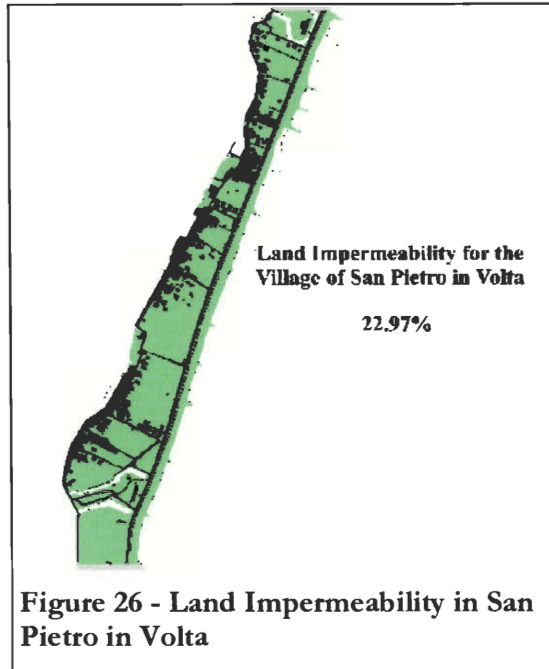 Land Impermeability for the
Village of San Pietro in Volta
22.97%
Figure 26 - Land Impermeability in San
Pietro in Volta